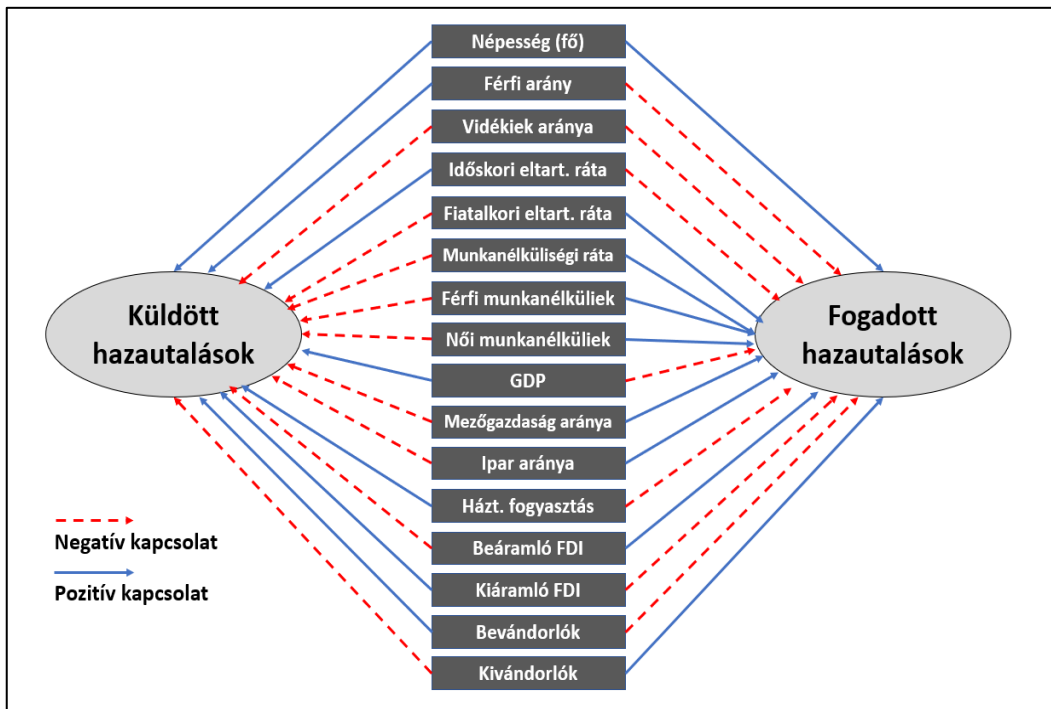 Népesség (fő)
Férfi arány
Vidékiek aránya
Időskori eltart. ráta
Fiatalkori eltart. ráta
Munkanélküliségi ráta
Férfi munkanélküliek
Női munkanélküliek
GDP
Mezőgazdaság aránya
Ipar aránya
Házt. fogyasztás
Beáramló FDI
Kiáramló FDI
Bevándorlók
Kivándorlók
Küldött
hazautalások
Fogadott
hazautalások
Negatív kapcsolat
Pozitív kapcsolat